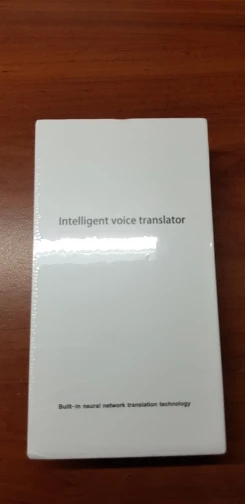 Intelligent voice translator
Built-in neural network translation technology